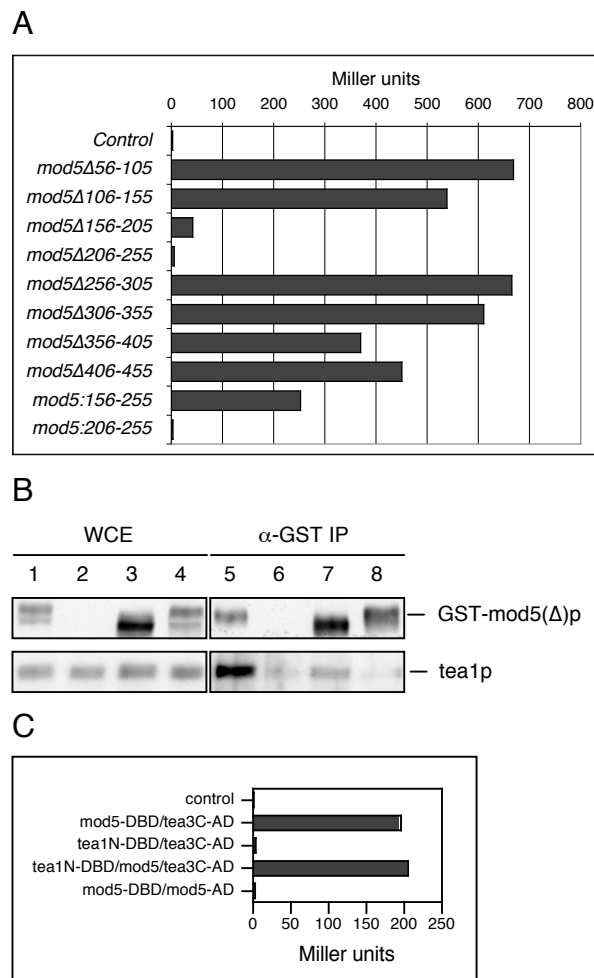 A
Miller units
0 100 200 300 400 500 600 700 800
Control
mod5Δ56-105
mod5Δ106-155
mod5Δ156-205
mod5Δ206-255
mod5Δ256-305
mod5Δ306-355
mod5Δ356-405
mod5Δ406-455
mod5:156-255
mod5:206-255
B
WCE α-GST IP
1 2 3 4 5 6 7 8
GST-mod5(Δ)p
tea1p
C
control
mod5-DBD/tea3C-AD
tea1N-DBD/tea3C-AD
tea1N-DBD/mod5/tea3C-AD
mod5-DBD/mod5-AD
0 50 100 150 200 250
Miller units